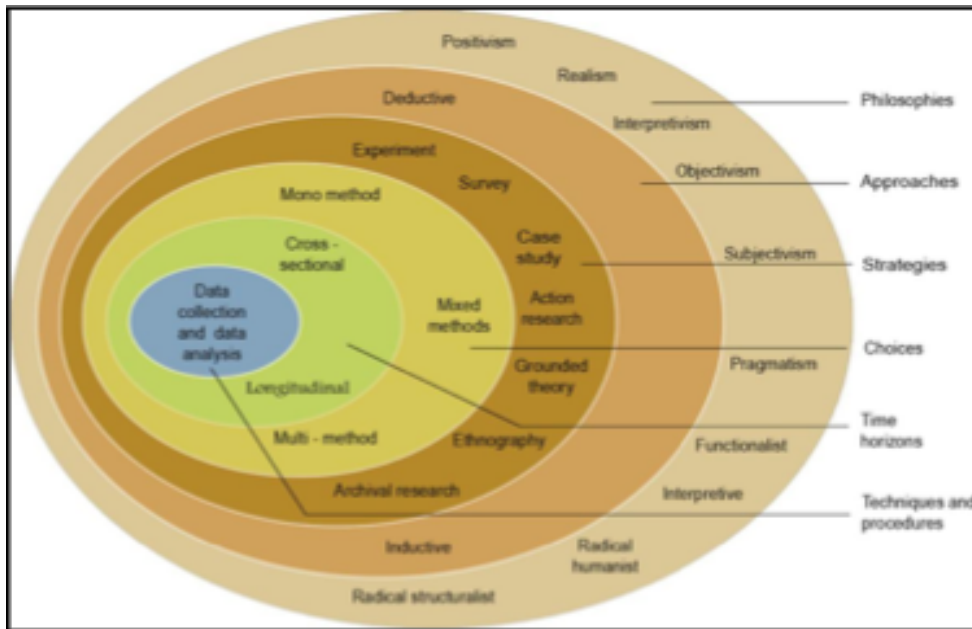 Positivism
Realism
Philosophies
Deductive
Interpretivism
Experiment
Objectivism
Approaches
Survey
Mono method
Cross -
sectional
Case
study
Subjectivism
Strategies
Data
collection
and data
analysis
Mixed
methods
Action
research
Choices
Grounded
theory
Pragmatism
Longitudinal
Time
horizons
Multi - method
Ethnography
Functionalist
Archival research
Interpretive
Techniques and
procedures
Inductive
Radical
humanist
Radical structuralist